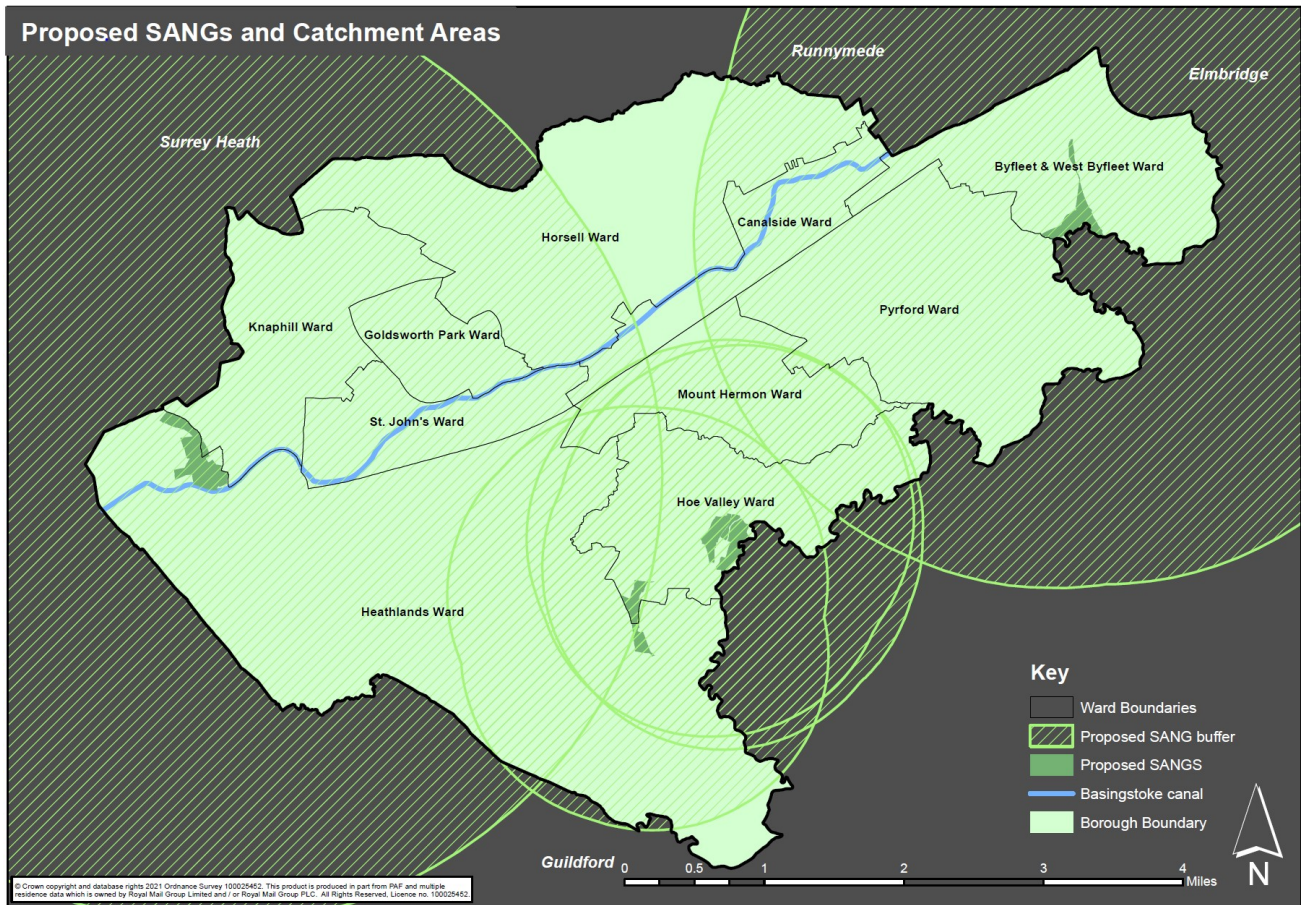 Proposed SANGs and Catchment Areas
Runnymede
Elmbridge
Surrey Heath
Byfleet & West Byfleet Ward
Canalside Ward
Horsell Ward
Pyrford Ward
Knaphill Ward
Goldsworth Park Ward
Mount Hermon Ward
St. John's Ward
Hoe Valley Ward
Heathlands Ward
Guildford
Key
Ward Boundaries
Proposed SANG buffer
Proposed SANGS
Basingstoke canal
Borough Boundary
0 0.5 1 2 3 4
Miles
N
© Crown copyright and database rights 2021 Ordnance Survey 100025452. This product is produced in part from PAF and multiple
residence data which is owned by Royal Mail Group Limited and / or Royal Mail Group PLC. All Rights Reserved, Licence no. 100025452.